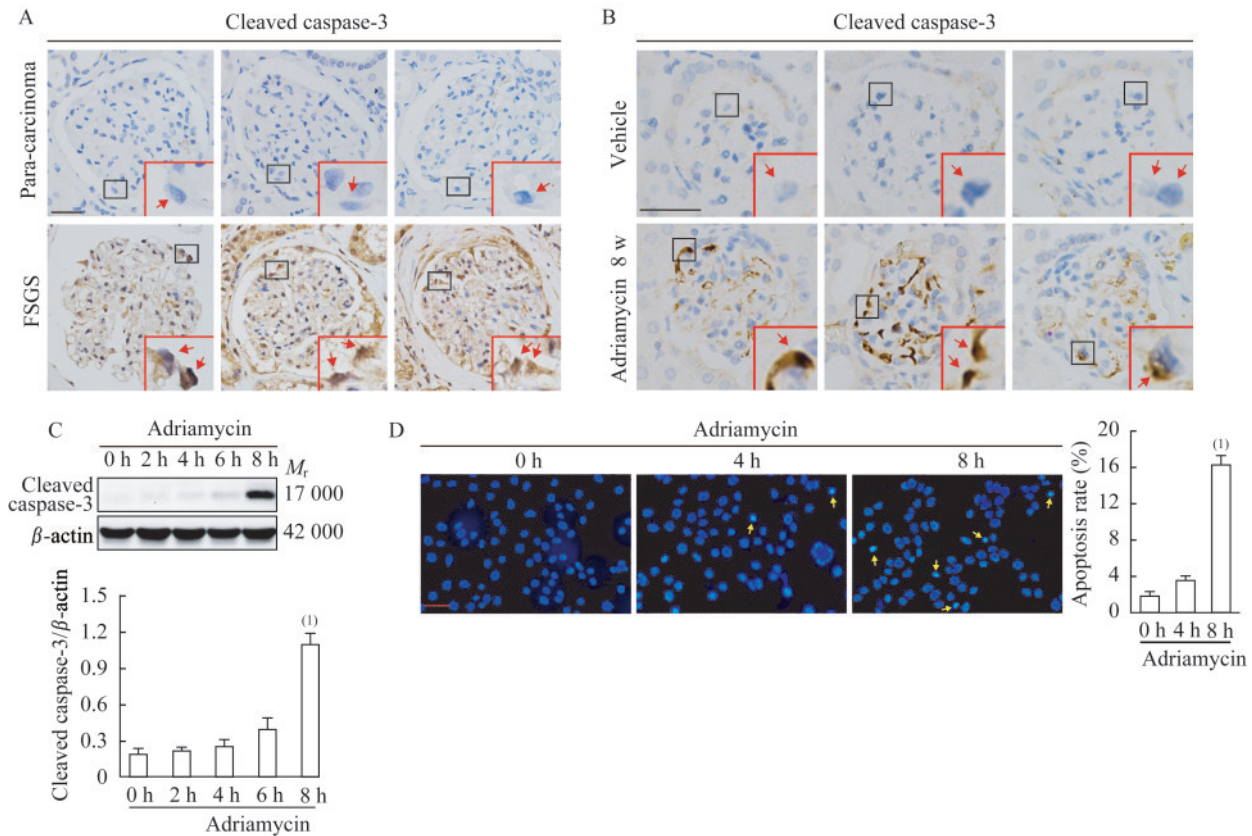 A
Cleaved caspase-3
Para-carcinoma
FSGS
B
Cleaved caspase-3
Vehicle
Adriamycin 8 w
C
Adriamycin
0 h 2 h 4 h 6 h 8 h
Mr
Cleaved
caspase-3
17 000
β-actin
42 000
Cleaved caspase-3/β-actin
1.5
1.2
0.9
0.6
0.3
0
(1)
0 h 2 h 4 h 6 h 8 h
Adriamycin
D
Adriamycin
0 h 4 h 8 h
Apoptosis rate (%)
20
16
12
8
4
0
(1)
0 h 4 h 8 h
Adriamycin